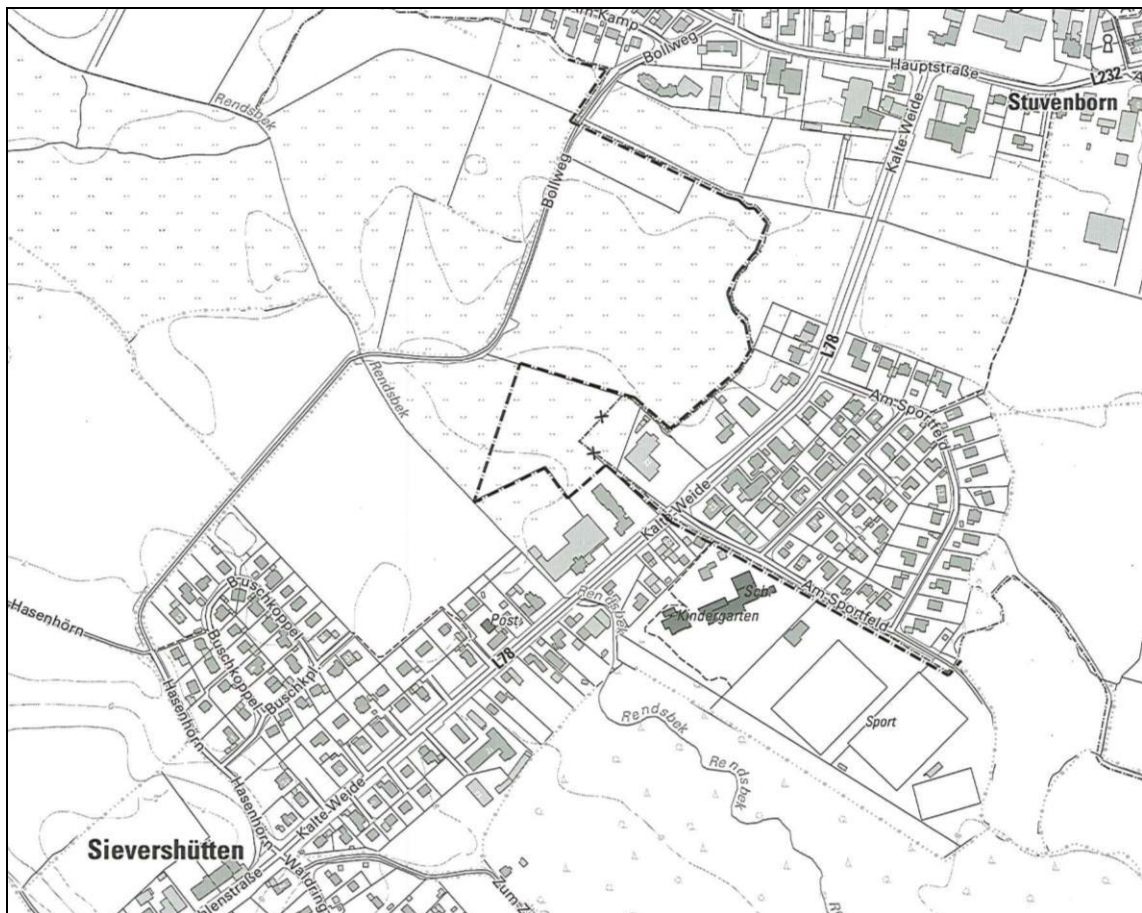 Am-Kamp
Bollweg
Hauptstraße
L232
Stuvenborn
Rendsbek
Kalte-Weide
Bollweg
L78
Rendsbek
Am-Sportfeld
Kalte-Weide
Sch.
Kindergarten
Am-Sportfeld
Rendsbek
Buschkoppel
Hasenhörn
Post
Buschkoppel
Buschkpl.
L78
Hasenhörn
Sport
Rendsbek
Rendsbek
Hasenhörn
Kalte-Weide
Sievershütten
Waldring
Zum-Z
hlenstraße